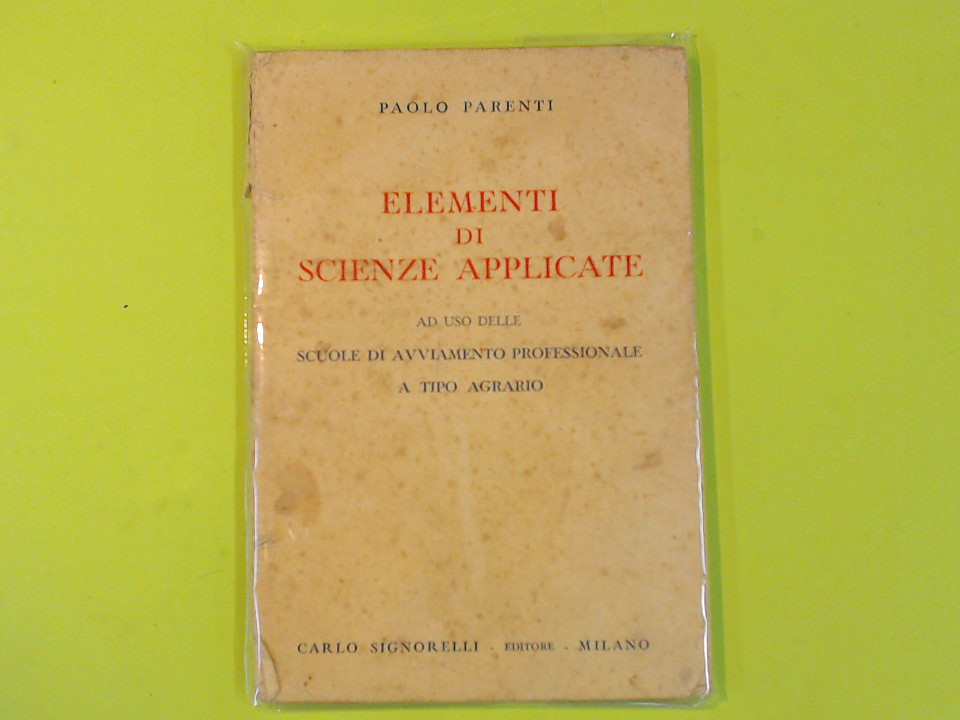 PAOLO PARENTI
ELEMENTI
DI
SCIENZE APPLICATE
AD USO DELLE
SCUOLE DI AVVIAMENTO PROFESSIONALE
A TIPO AGRARIO
CARLO SIGNORELLI - EDITORE - MILANO